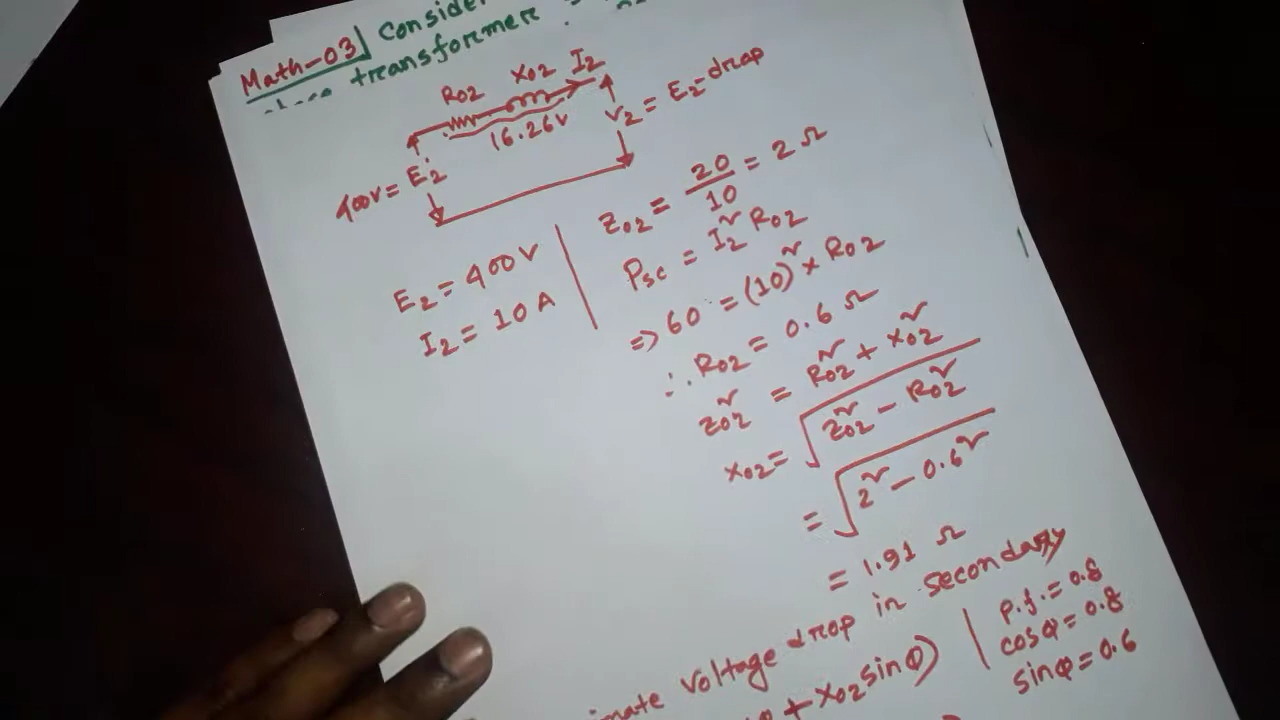 Math-03 Consider
transformer
R02 X02 I2
16.26v
V2 = E2-drop
400v = E2
E2 = 400V
I2 = 10 A
Z02 = 20/10 = 2 Ω
Psc = I2² R02
⇒ 60 = (10)² × R02
∴ R02 = 0.6 Ω
Z02² = R02² + X02²
X02 = √(Z02² - R02²)
= √(2² - 0.6²)
= 1.91 Ω
voltage drop in secondary
+ X02 sinφ)
p.f. = 0.8
cosφ = 0.8
sinφ = 0.6